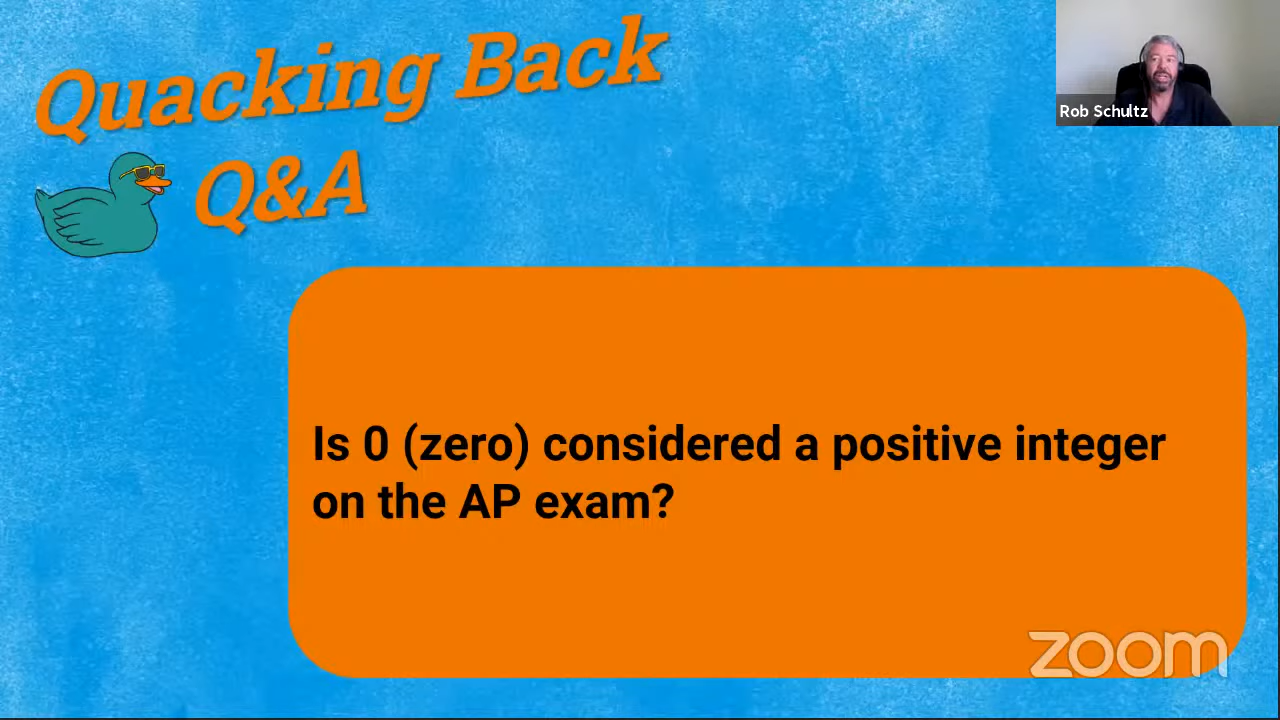 Quacking Back
Q&A
Rob Schultz
Is 0 (zero) considered a positive integer
on the AP exam?
zoom